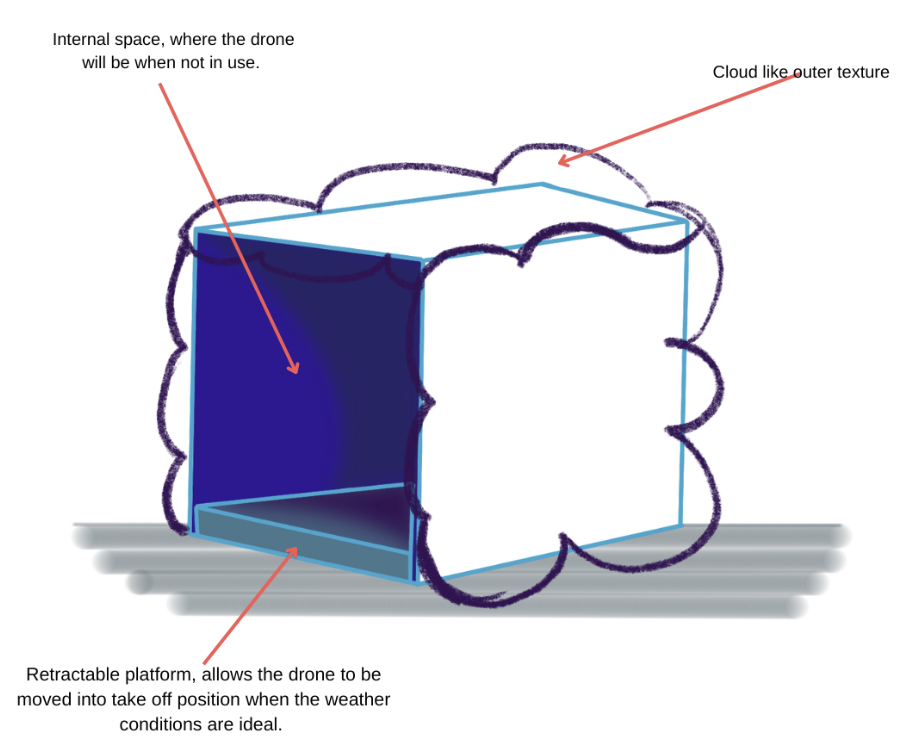 Internal space, where the drone
will be when not in use.
Cloud like outer texture
Retractable platform, allows the drone to be
moved into take off position when the weather
conditions are ideal.